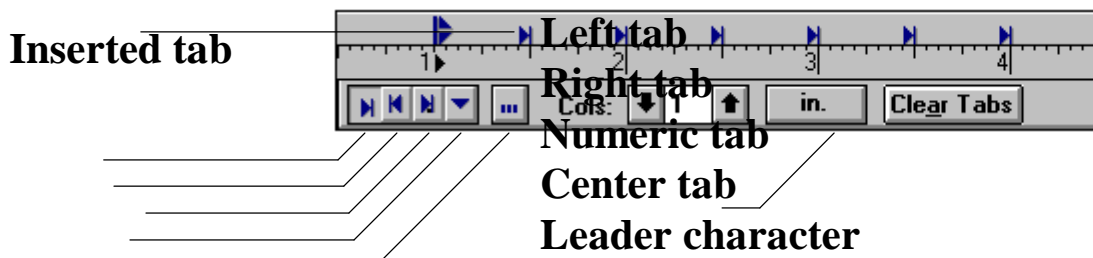 Inserted tab
Left tab
1 2 3 4
Right tab
Cols: 1 in. Clear Tabs
Numeric tab
Center tab
Leader character